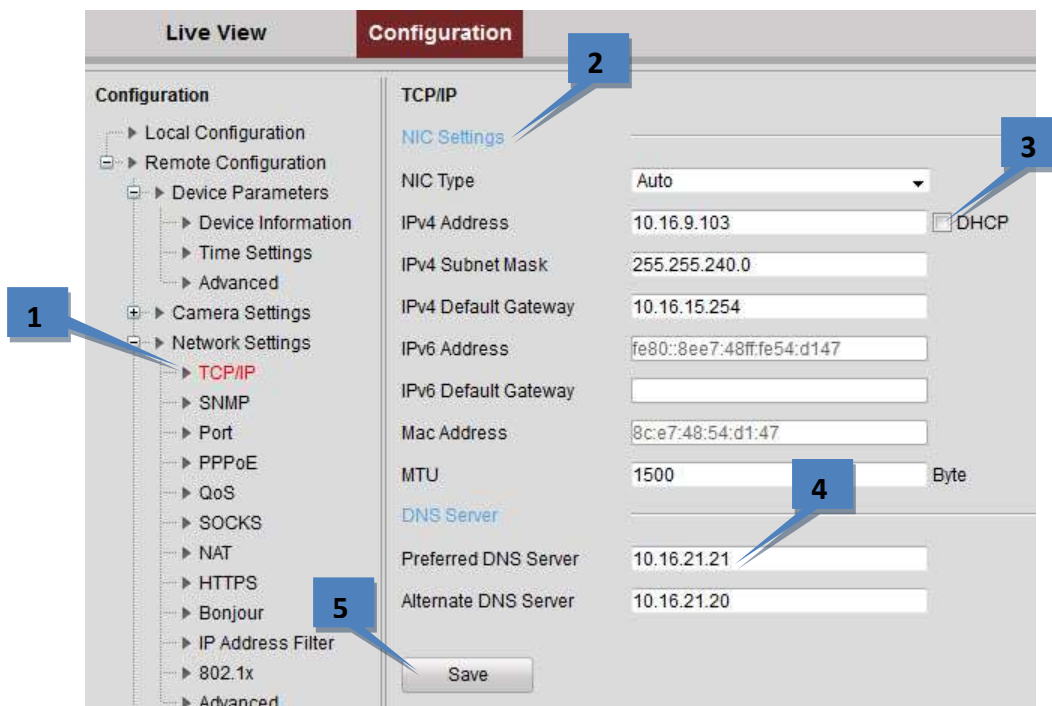 Live View Configuration
2
Configuration
Local Configuration
Remote Configuration
Device Parameters
Device Information
Time Settings
Advanced
Camera Settings
1
Network Settings
TCP/IP
SNMP
Port
PPPoE
QoS
SOCKS
NAT
HTTPS
Bonjour
IP Address Filter
802.1x
Advanced
TCP/IP
NIC Settings
3
NIC Type Auto
IPv4 Address 10.16.9.103 DHCP
IPv4 Subnet Mask 255.255.240.0
IPv4 Default Gateway 10.16.15.254
IPv6 Address fe80::8ee7:48ff:fe54:d147
IPv6 Default Gateway
Mac Address 8c:e7:48:54:d1:47
MTU 1500 Byte
4
DNS Server
Preferred DNS Server 10.16.21.21
Alternate DNS Server 10.16.21.20
5
Save